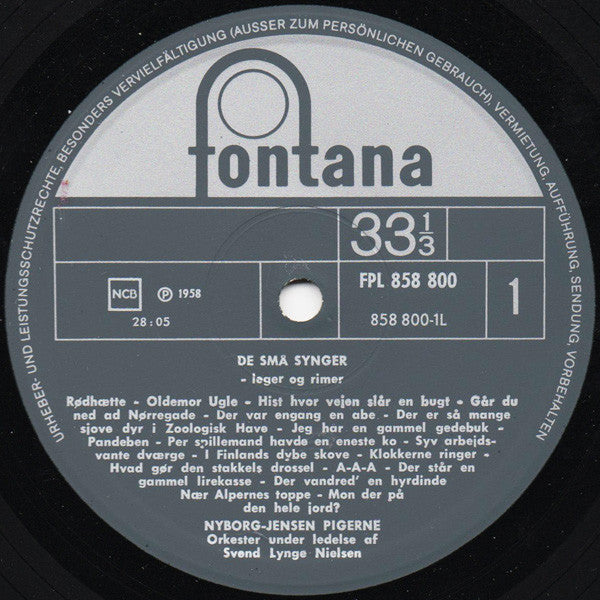 URHEBER- UND LEISTUNGSSCHUTZRECHTE, BESONDERS VERVIELFÄLTIGUNG (AUSSER ZUM PERSÖNLICHEN GEBRAUCH), VERMIETUNG, AUFFÜHRUNG, SENDUNG, VORBEHALTEN
fontana
33 1/3
NCB ℗ 1958
28:05
FPL 858 800
858 800-1L
1
DE SMÅ SYNGER
- leger og rimer
Rødhætte - Oldemor Ugle - Hist hvor vejen slår en bugt - Går du
ned ad Nørregade - Der var engang en abe - Der er så mange
sjove dyr i Zoologisk Have - Jeg har en gammel gedebuk -
Pandeben - Per spillemand havde en eneste ko - Syv arbejds-
vante dværge - I Finlands dybe skove - Klokkerne ringer -
Hvad gør den stakkels drossel - A-A-A - Der står en
gammel lirekasse - Der vandred' en hyrdinde
Nær Alpernes toppe - Mon der på
den hele jord?
NYBORG-JENSEN PIGERNE
Orkester under ledelse af
Svend Lynge Nielsen